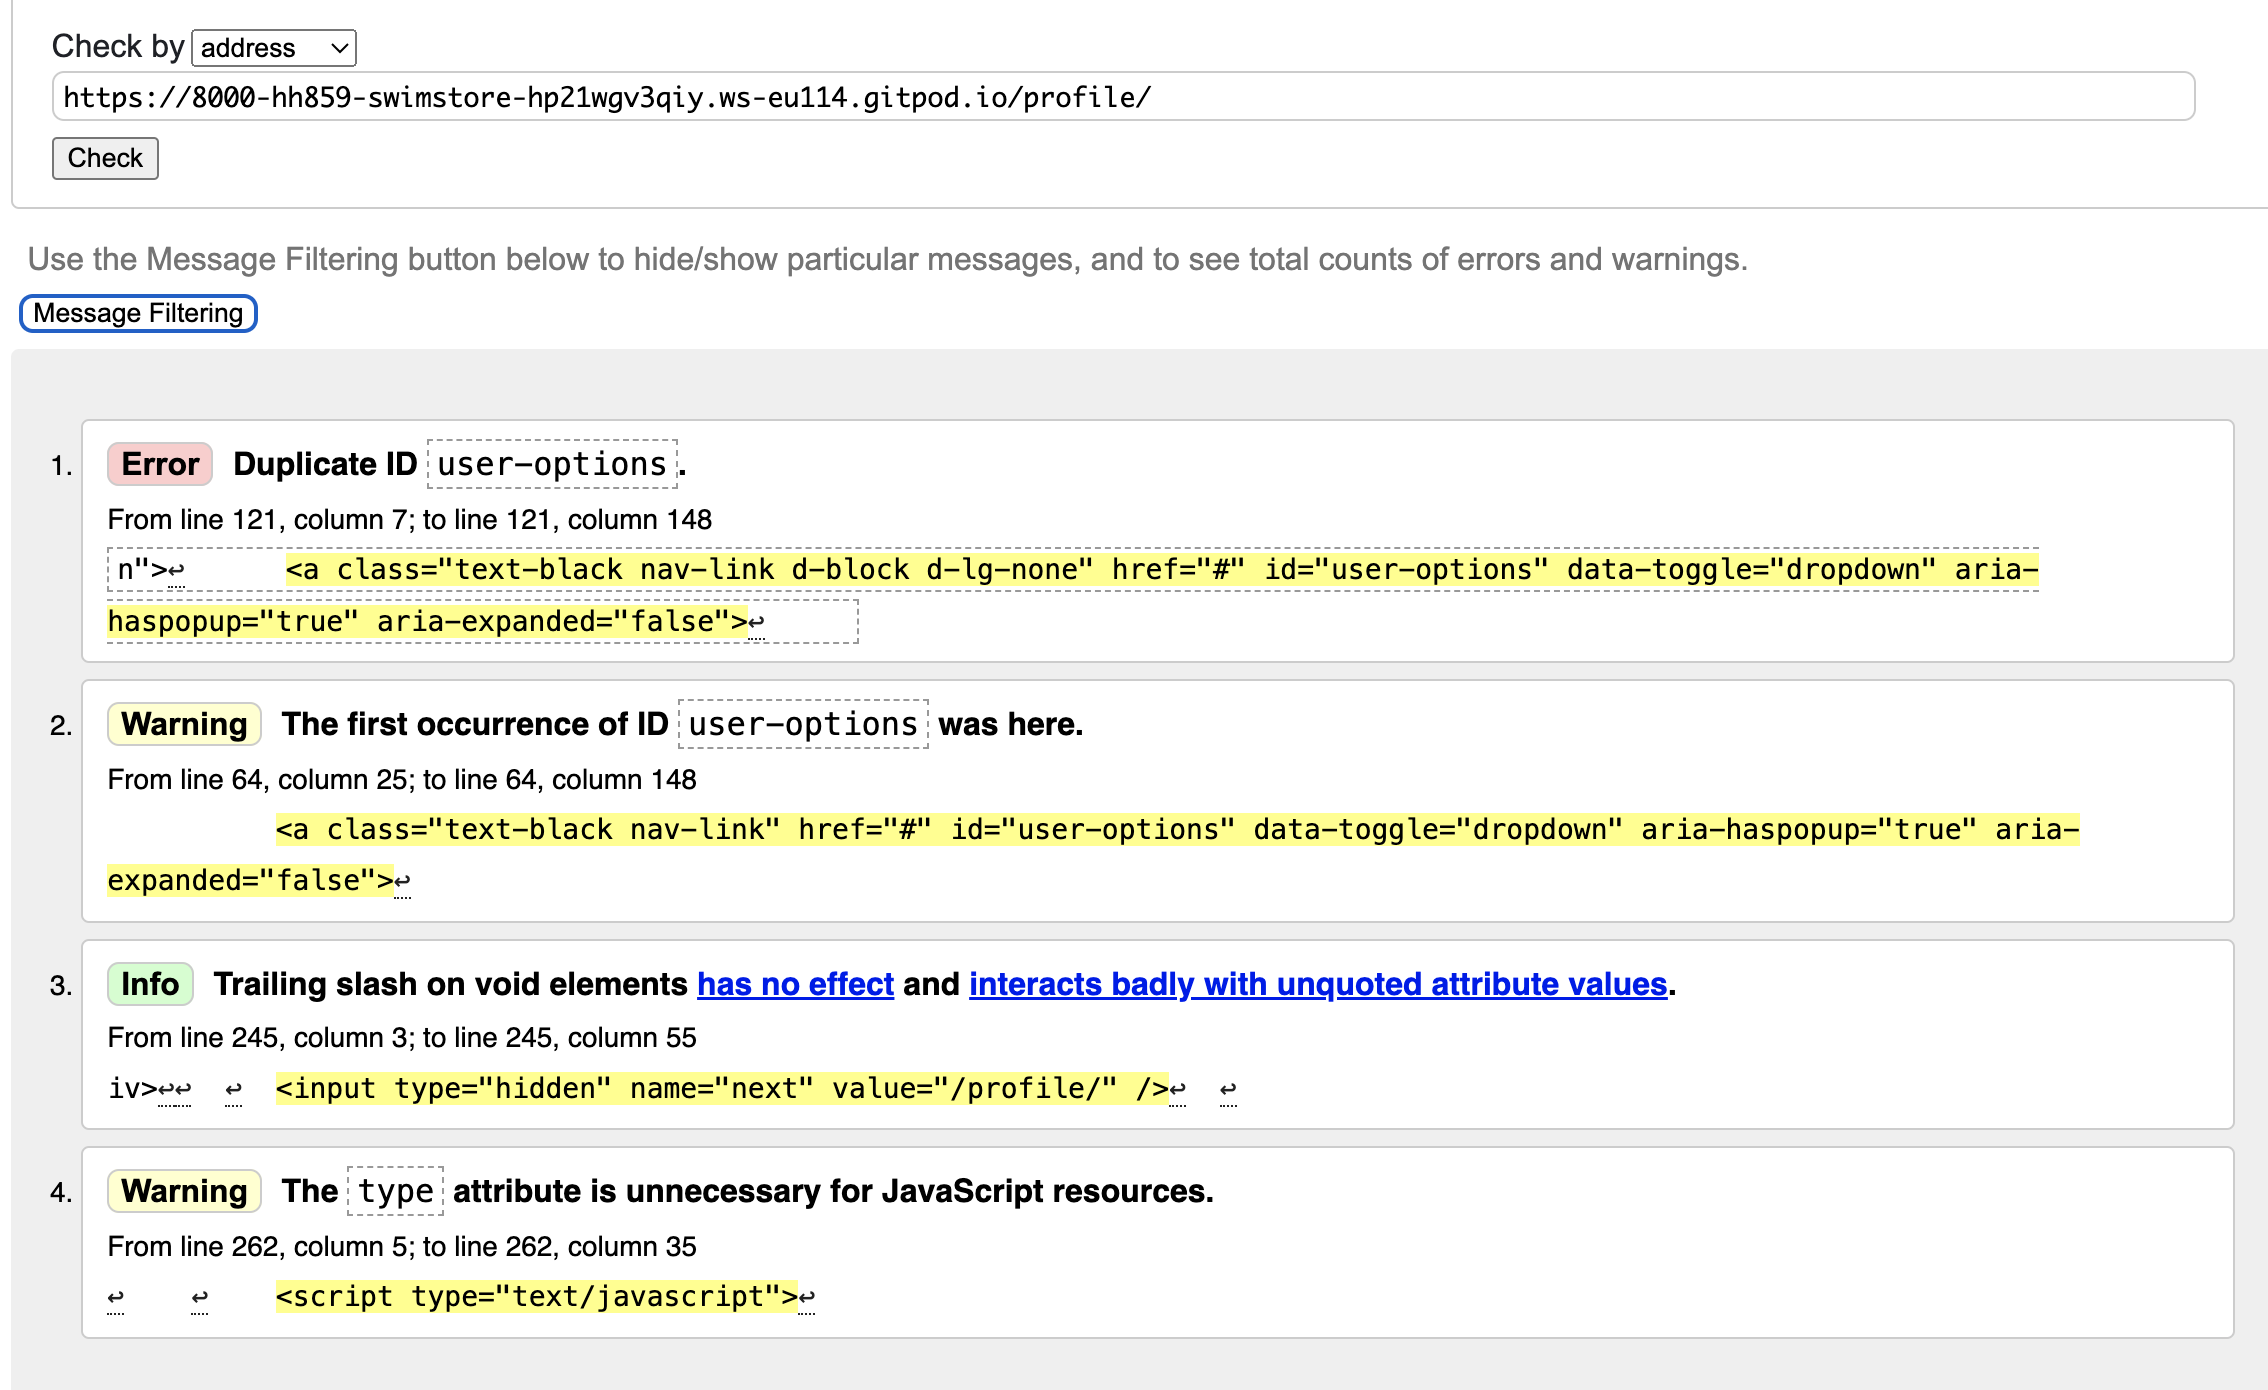 Check by address
https://8000-hh859-swimstore-hp21wgv3qiy.ws-eu114.gitpod.io/profile/
Check
Use the Message Filtering button below to hide/show particular messages, and to see total counts of errors and warnings.
Message Filtering
1. Error Duplicate ID user-options.
From line 121, column 7; to line 121, column 148
n">↩ <a class="text-black nav-link d-block d-lg-none" href="#" id="user-options" data-toggle="dropdown" aria-
haspopup="true" aria-expanded="false">↩
2. Warning The first occurrence of ID user-options was here.
From line 64, column 25; to line 64, column 148
<a class="text-black nav-link" href="#" id="user-options" data-toggle="dropdown" aria-haspopup="true" aria-
expanded="false">↩
3. Info Trailing slash on void elements has no effect and interacts badly with unquoted attribute values.
From line 245, column 3; to line 245, column 55
iv>↩↩ ↩ <input type="hidden" name="next" value="/profile/" />↩ ↩
4. Warning The type attribute is unnecessary for JavaScript resources.
From line 262, column 5; to line 262, column 35
↩ ↩ <script type="text/javascript">↩